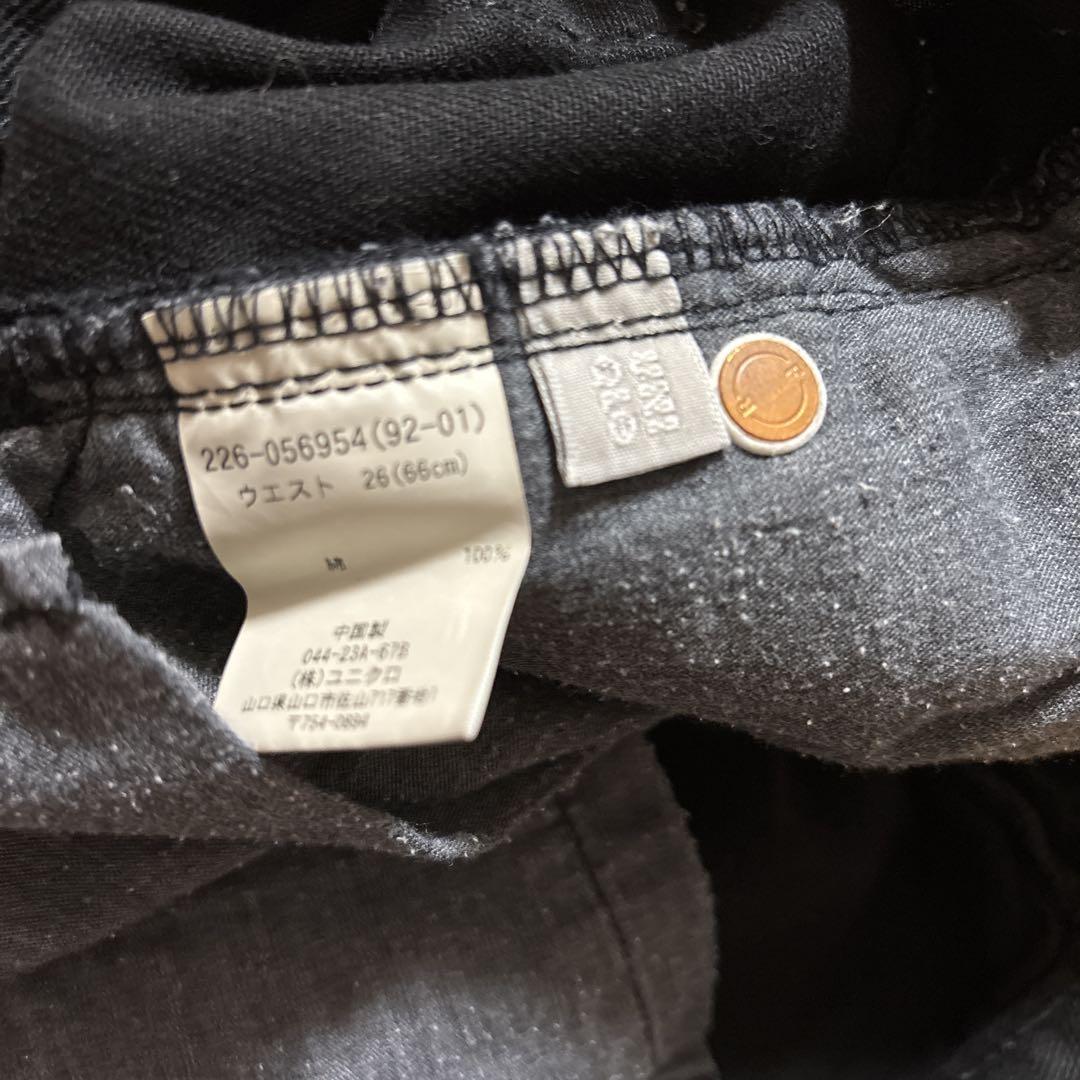 226-056954(92-01)
ウエスト 26(66cm)
綿 100%
中国製
044-23A-67B
(株)ユニクロ
山口県山口市佐山717番地1
〒754-0894